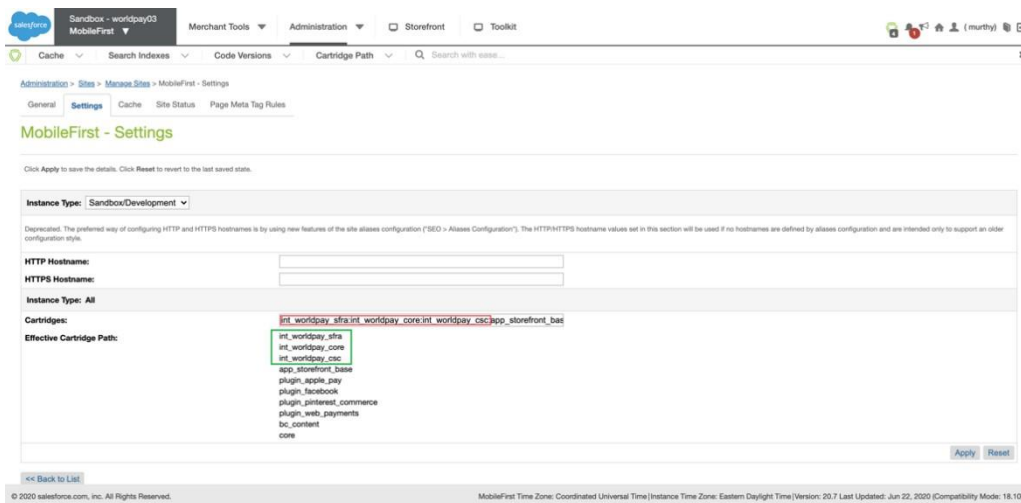 salesforce
Sandbox - worldpay03
MobileFirst ▼
Merchant Tools ▼ Administration ▼ Storefront Toolkit
( murthy)
Cache Search Indexes Code Versions Cartridge Path Search with ease...
Administration > Sites > Manage Sites > MobileFirst - Settings
General Settings Cache Site Status Page Meta Tag Rules
MobileFirst - Settings
Click Apply to save the details. Click Reset to revert to the last saved state.
Instance Type: Sandbox/Development
Deprecated. The preferred way of configuring HTTP and HTTPS hostnames is by using new features of the site aliases configuration ("SEO > Aliases Configuration"). The HTTP/HTTPS hostname values set in this section will be used if no hostnames are defined by aliases configuration and are intended only to support an older
configuration style.
HTTP Hostname:
HTTPS Hostname:
Instance Type: All
Cartridges: int_worldpay_sfra:int_worldpay_core:int_worldpay_csc:app_storefront_bas
Effective Cartridge Path: int_worldpay_sfra
int_worldpay_core
int_worldpay_csc
app_storefront_base
plugin_apple_pay
plugin_facebook
plugin_pinterest_commerce
plugin_web_payments
bc_content
core
Apply Reset
<< Back to List
© 2020 salesforce.com, inc. All Rights Reserved. MobileFirst Time Zone: Coordinated Universal Time|Instance Time Zone: Eastern Daylight Time|Version: 20.7 Last Updated: Jun 22, 2020 (Compatibility Mode: 18.10